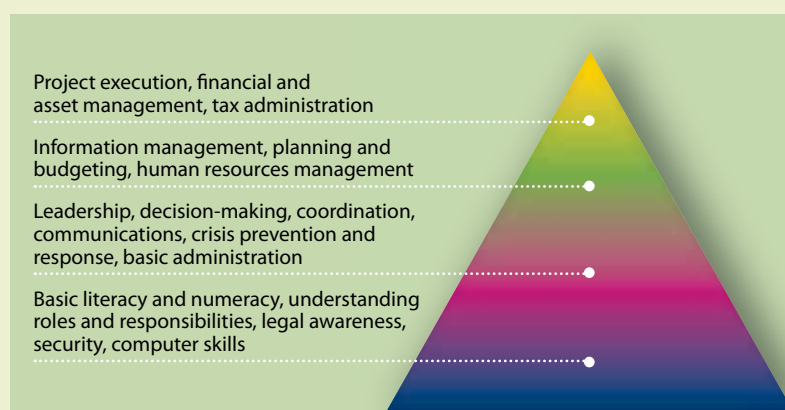 Project execution, financial and
asset management, tax administration
Information management, planning and
budgeting, human resources management
Leadership, decision-making, coordination,
communications, crisis prevention and
response, basic administration
Basic literacy and numeracy, understanding
roles and responsibilities, legal awareness,
security, computer skills